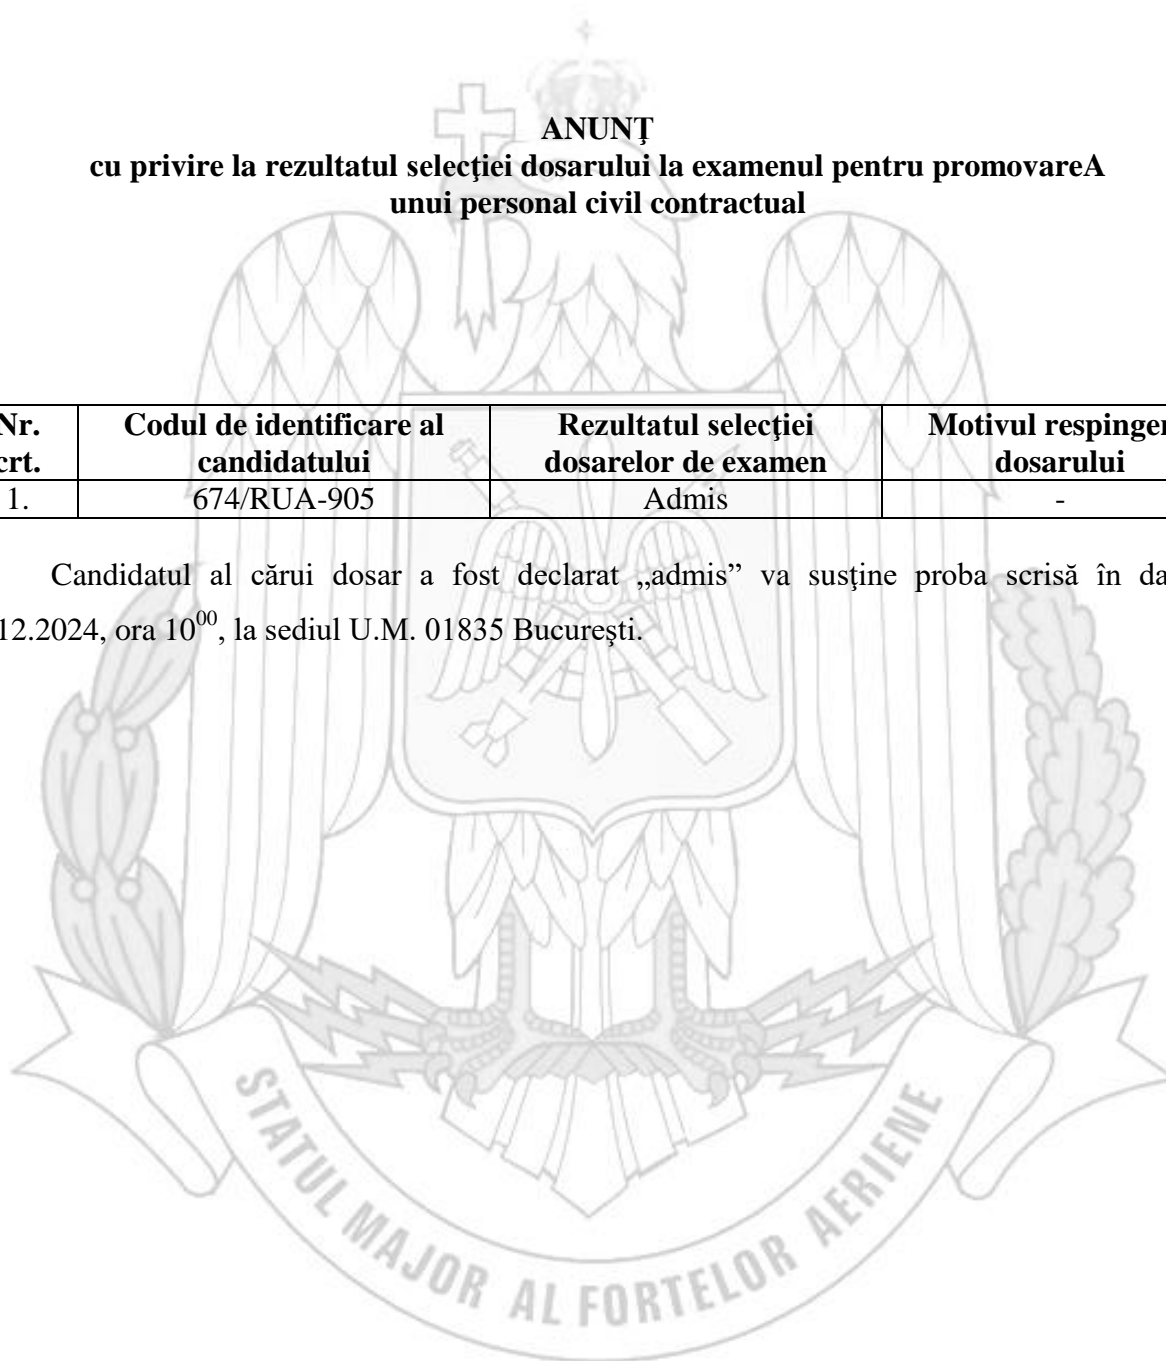 ANUNŢ
cu privire la rezultatul selecţiei dosarului la examenul pentru promovareA
unui personal civil contractual
Nr.
crt.
Codul de identificare al
candidatului
Rezultatul selecţiei
dosarelor de examen
Motivul
dosarului
1.
674/RUA-905
Admis
-
Candidatul al cărui dosar a fost declarat „admis” va susţine proba scrisă în
12.2024, ora 10⁰⁰, la sediul U.M. 01835 Bucureşti.
STATUL MAJOR AL FORTELOR AERIENE